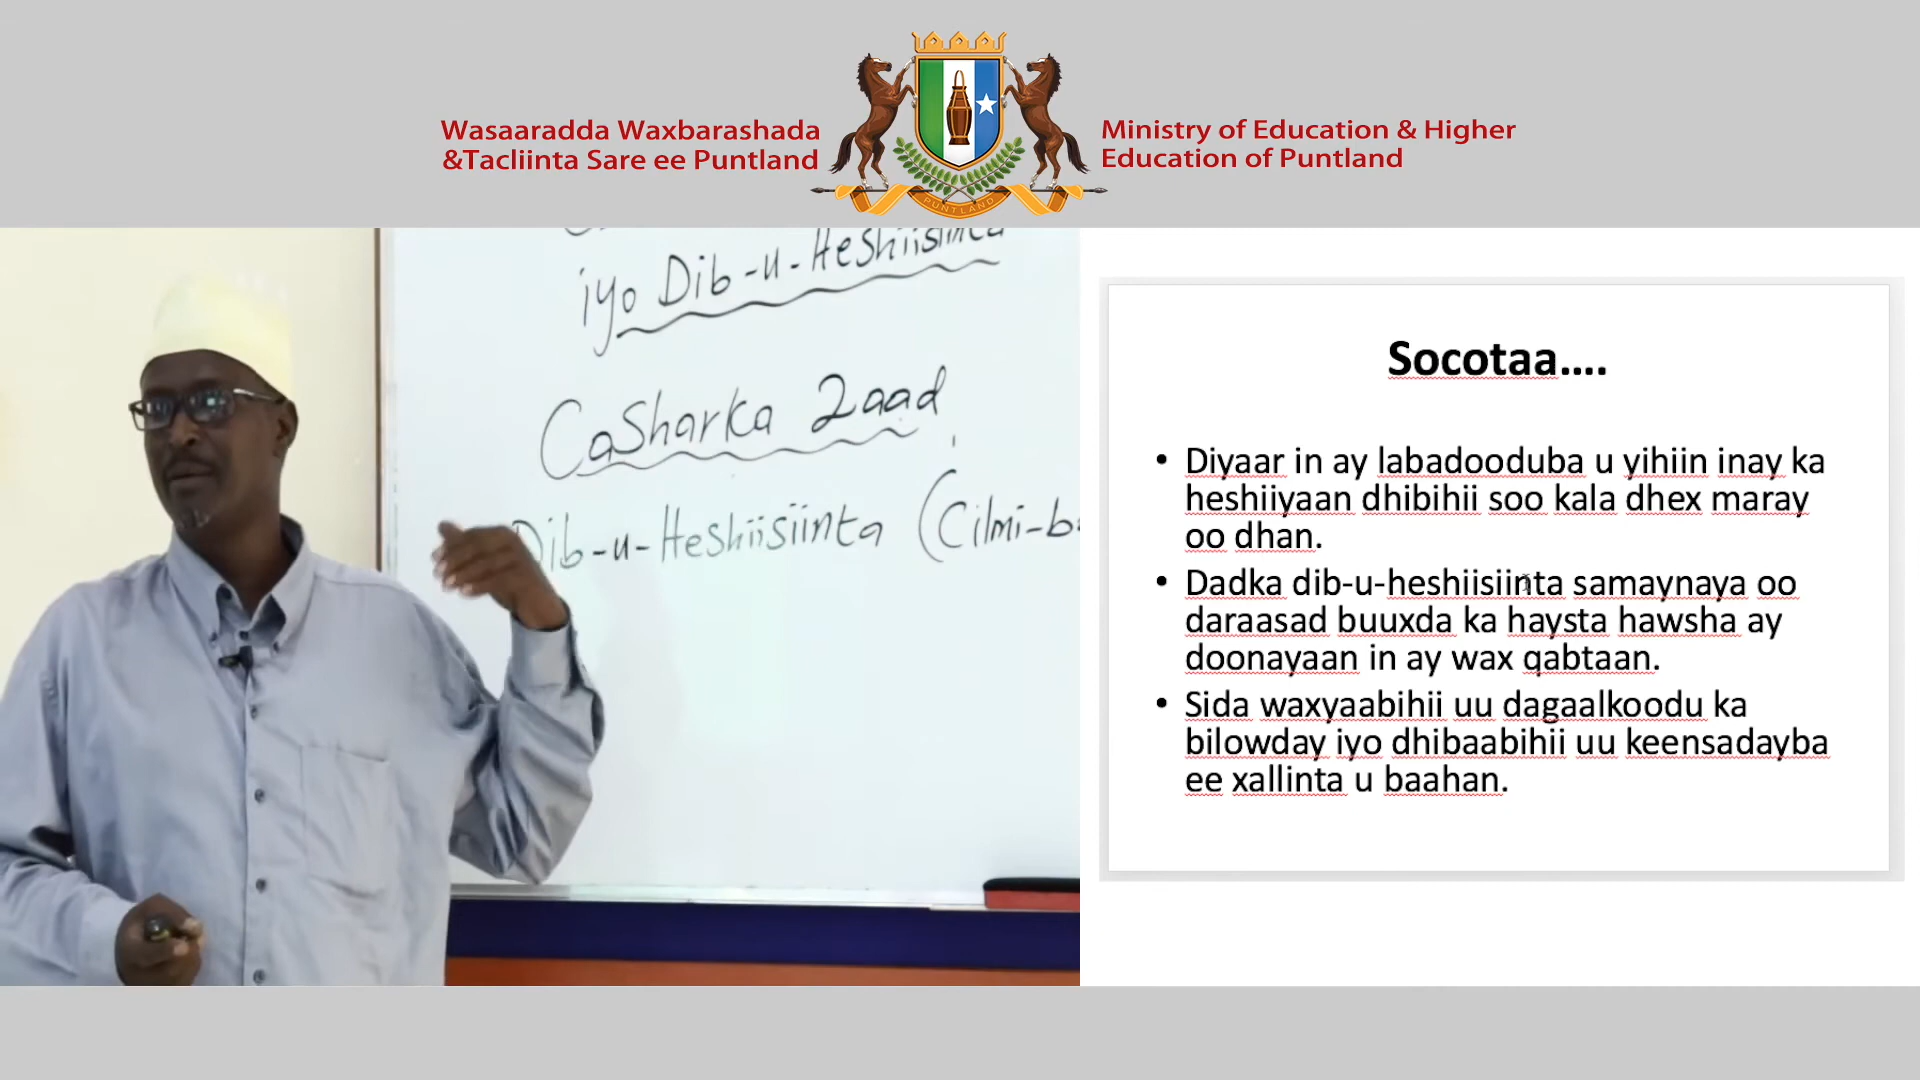 Wasaaradda Waxbarashada
&Tacliinta Sare ee Puntland
Ministry of Education & Higher
Education of Puntland
PUNTLAND
iyo Dib-u-Heshiisiinta
Casharka 2aad
Dib-u-Heshiisiinta (Cilmi-b
Socotaa....
• Diyaar in ay labadooduba u yihiin inay ka
heshiiyaan dhibihii soo kala dhex maray
oo dhan.
• Dadka dib-u-heshiisiinta samaynaya oo
daraasad buuxda ka haysta hawsha ay
doonayaan in ay wax qabtaan.
• Sida waxyaabihii uu dagaalkoodu ka
bilowday iyo dhibaabihii uu keensadayba
ee xallinta u baahan.